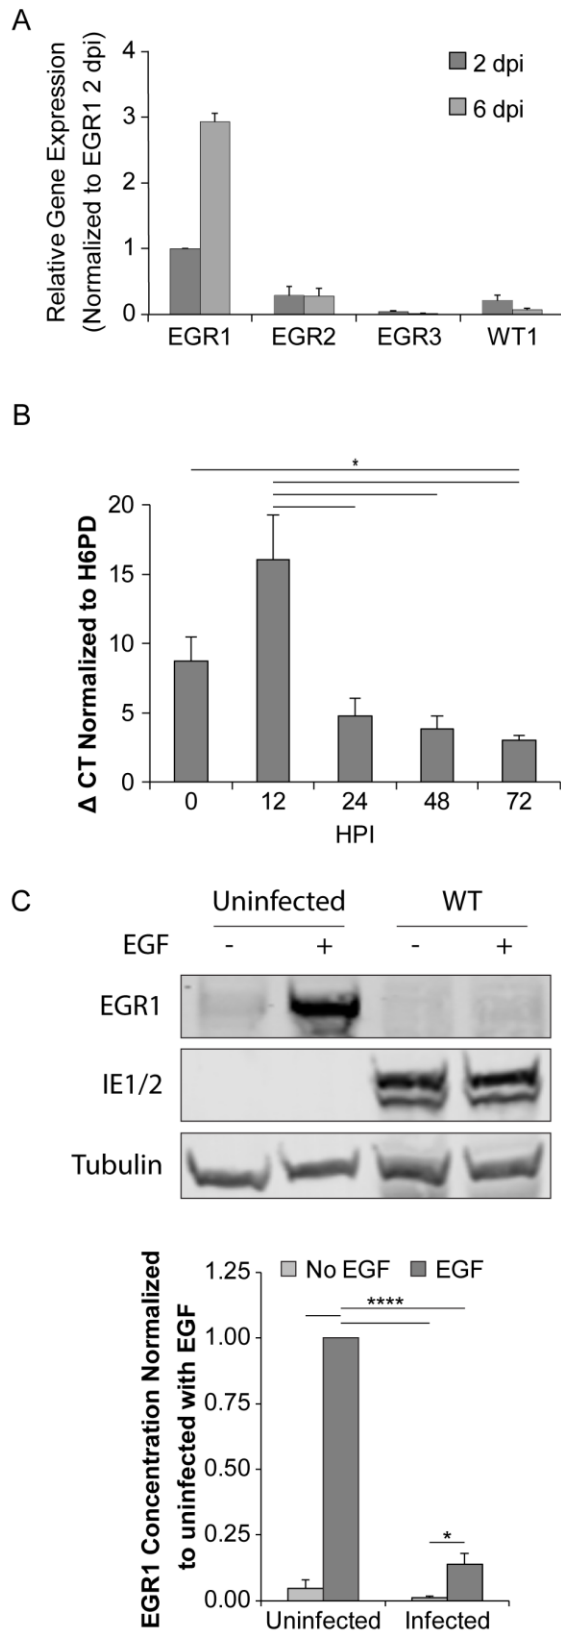 A
Relative Gene Expression
(Normalized to EGR1 2 dpi)
4
3
2
1
0
2 dpi
6 dpi
EGR1 EGR2 EGR3 WT1
B
*
Δ CT Normalized to H6PD
20
15
10
5
0
0 12 24 48 72
HPI
C
Uninfected WT
EGF - + - +
EGR1
IE1/2
Tubulin
EGR1 Concentration Normalized
to uninfected with EGF
No EGF EGF
1.25
****
1.00
0.75
0.50
0.25
*
0.00
Uninfected Infected